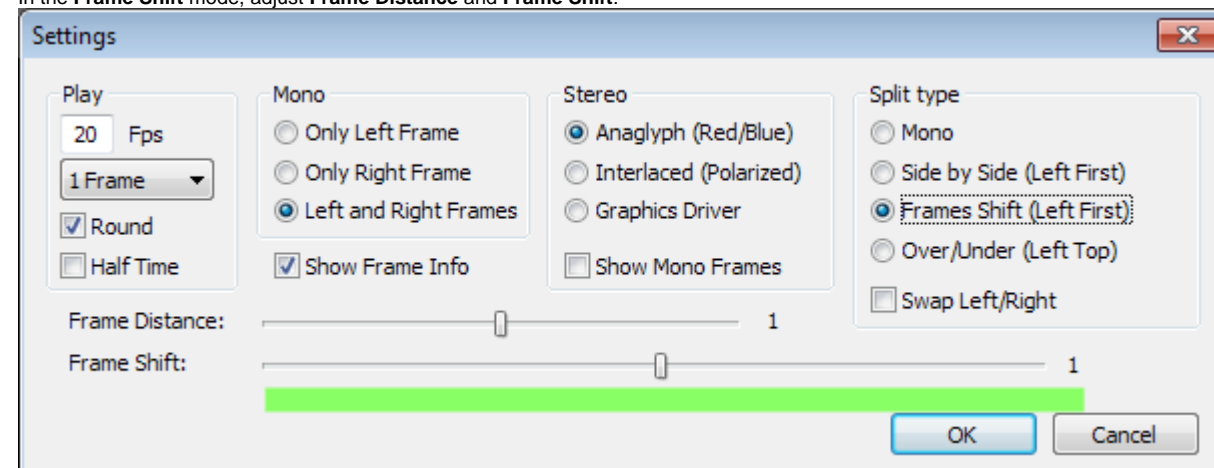 In the Frame Shift mode, adjust Frame Distance and Frame Shift.
Settings
Play
20 Fps
1 Frame
Round
Half Time
Mono
Only Left Frame
Only Right Frame
Left and Right Frames
Show Frame Info
Stereo
Anaglyph (Red/Blue)
Interlaced (Polarized)
Graphics Driver
Show Mono Frames
Split type
Mono
Side by Side (Left First)
Frames Shift (Left First)
Over/Under (Left Top)
Swap Left/Right
Frame Distance: 1
Frame Shift: 1
OK Cancel